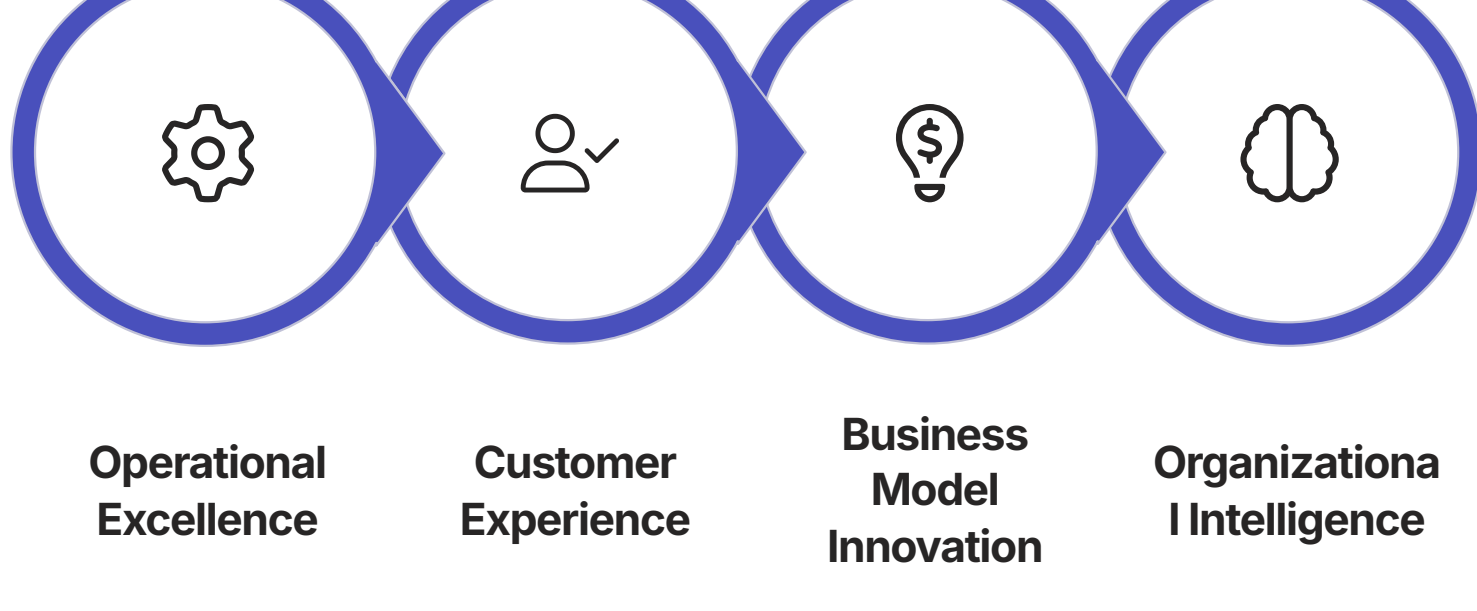 Operational
Excellence
Customer
Experience
Business
Model
Innovation
Organizationa
l Intelligence
$